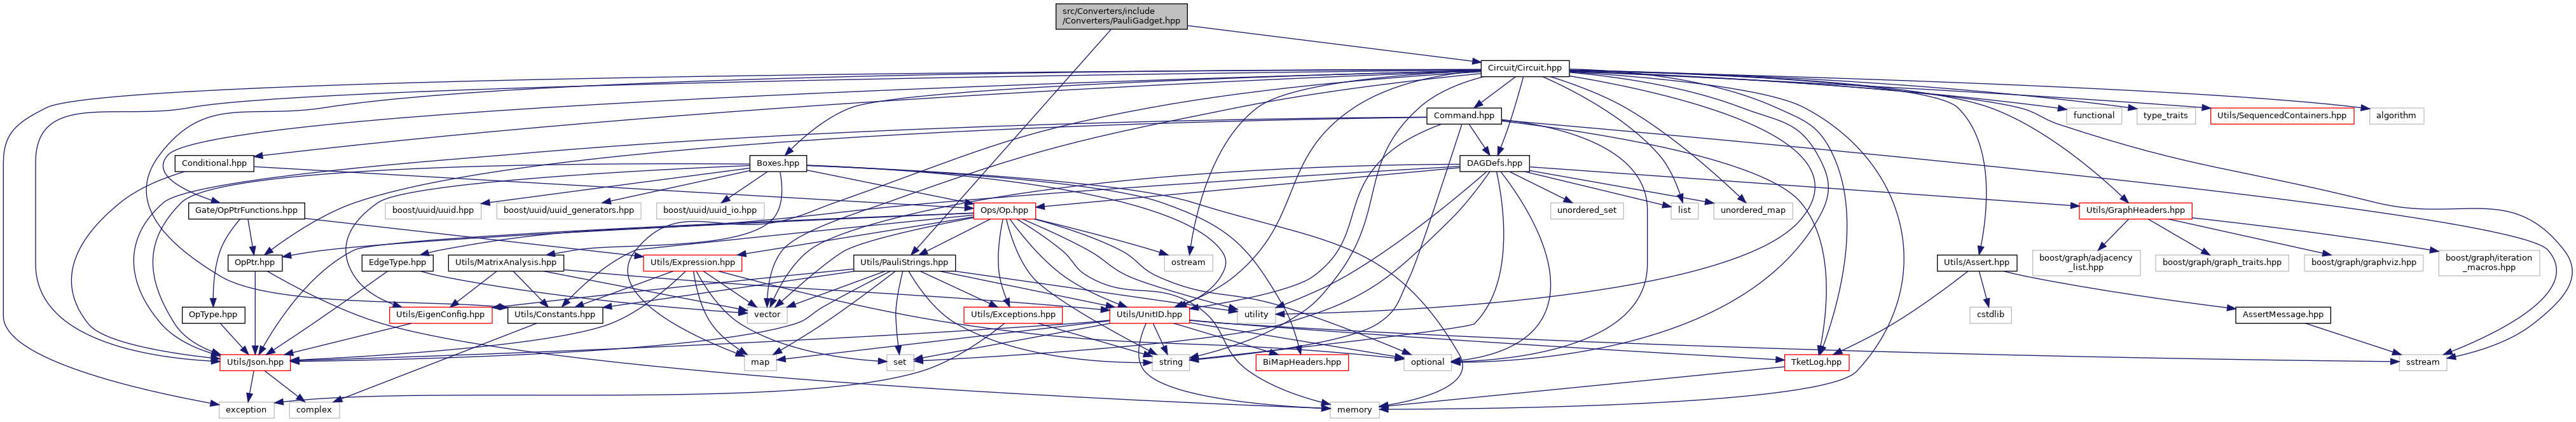 src/Converters/include
/Converters/PauliGadget.hpp
Circuit/Circuit.hpp
Command.hpp
functional
type_traits
Utils/SequencedContainers.hpp
algorithm
Conditional.hpp
Boxes.hpp
DAGDefs.hpp
Gate/OpPtrFunctions.hpp
boost/uuid/uuid.hpp
boost/uuid/uuid_generators.hpp
boost/uuid/uuid_io.hpp
Ops/Op.hpp
unordered_set
list
unordered_map
Utils/GraphHeaders.hpp
OpPtr.hpp
EdgeType.hpp
Utils/MatrixAnalysis.hpp
Utils/Expression.hpp
Utils/PauliStrings.hpp
ostream
Utils/Assert.hpp
boost/graph/adjacency
_list.hpp
boost/graph/graph_traits.hpp
boost/graph/graphviz.hpp
boost/graph/iteration
_macros.hpp
OpType.hpp
Utils/EigenConfig.hpp
Utils/Constants.hpp
vector
Utils/Exceptions.hpp
Utils/UnitID.hpp
utility
cstdlib
AssertMessage.hpp
Utils/Json.hpp
map
set
string
BiMapHeaders.hpp
optional
TketLog.hpp
sstream
exception
complex
memory